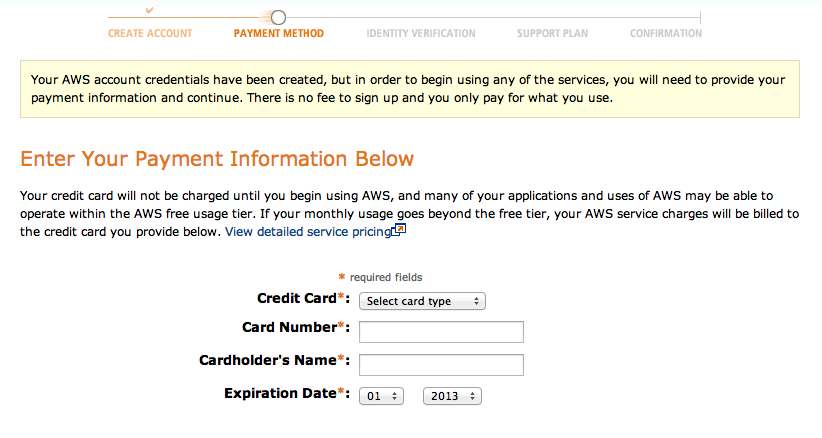 CREATE ACCOUNT PAYMENT METHOD IDENTITY VERIFICATION SUPPORT PLAN CONFIRMATION
Your AWS account credentials have been created, but in order to begin using any of the services, you will need to provide your
payment information and continue. There is no fee to sign up and you only pay for what you use.
Enter Your Payment Information Below
Your credit card will not be charged until you begin using AWS, and many of your applications and uses of AWS may be able to
operate within the AWS free usage tier. If your monthly usage goes beyond the free tier, your AWS service charges will be billed to
the credit card you provide below. View detailed service pricing
* required fields
Credit Card*: Select card type
Card Number*:
Cardholder's Name*:
Expiration Date*: 01 2013